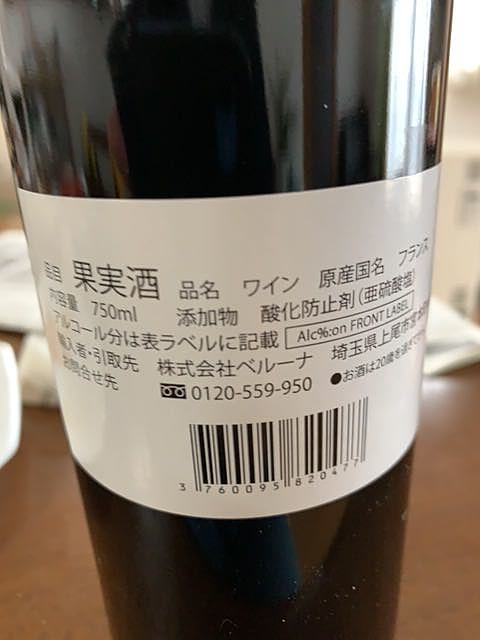 品目 果実酒 品名 ワイン 原産国名 フランス
内容量 750ml 添加物 酸化防止剤(亜硫酸塩)
アルコール分は表ラベルに記載 Alc%:on FRONT LABEL
輸入者・引取先 株式会社ベルーナ 埼玉県上尾市宮
お問合せ先 0120-559-950 ●お酒は20歳を過ぎて
3 760095 820477